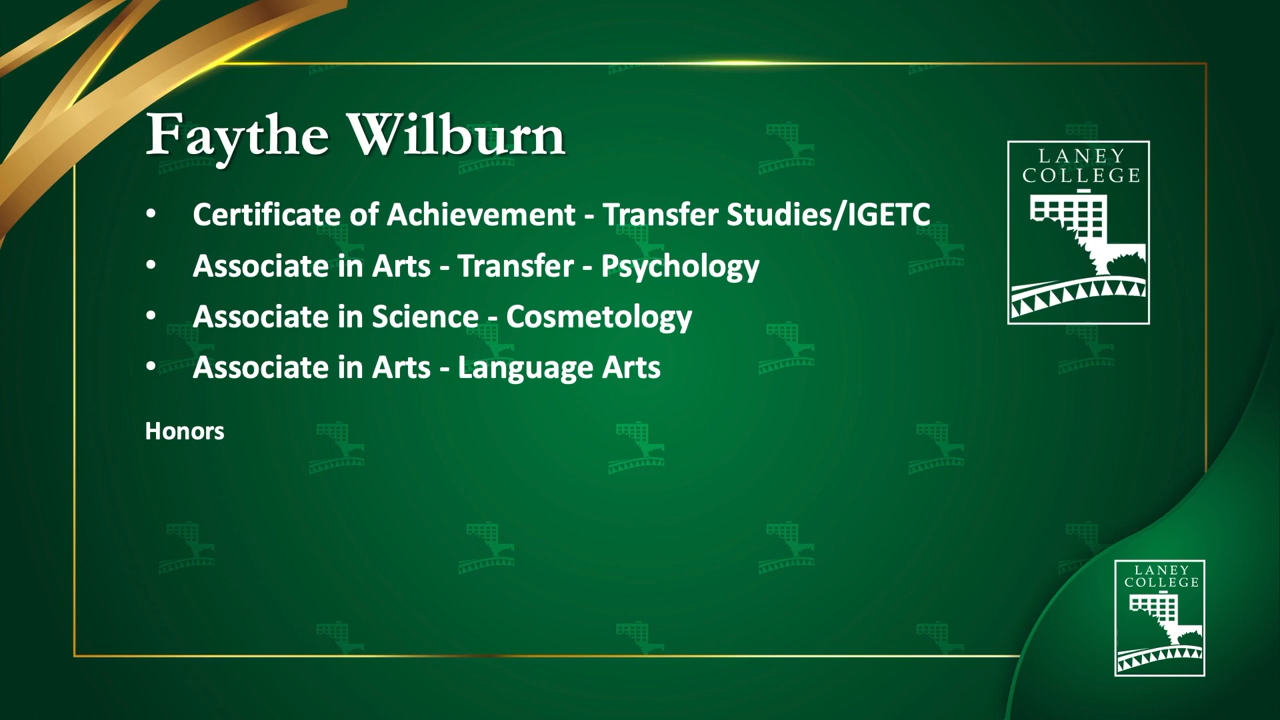 Faythe Wilburn
• Certificate of Achievement - Transfer Studies/IGETC
• Associate in Arts - Transfer - Psychology
• Associate in Science - Cosmetology
• Associate in Arts - Language Arts
Honors
LANEY
COLLEGE
LANEY
COLLEGE